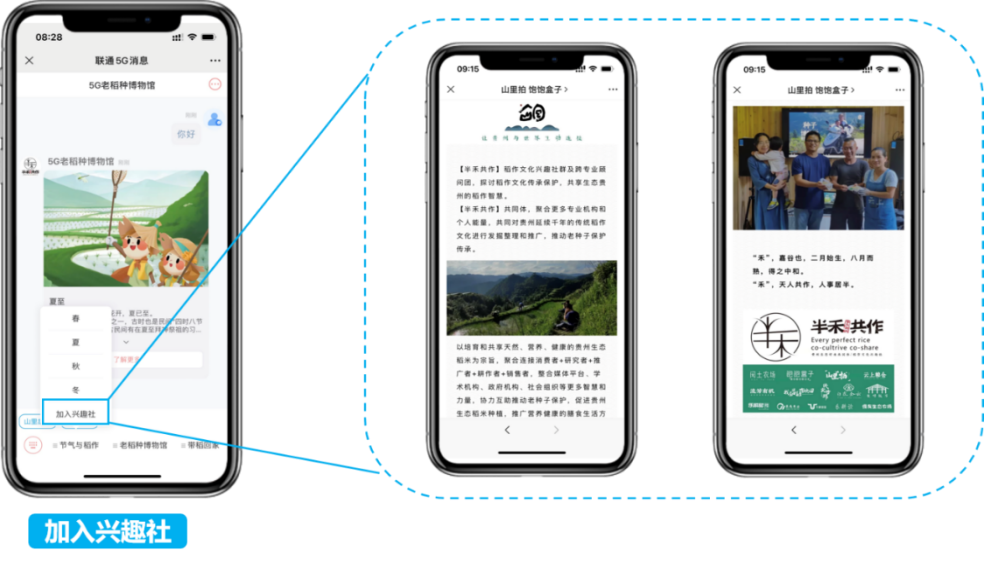 08:28
联通5G消息
5G老稻种博物馆
你好
5G老稻种博物馆
夏至
春
夏
秋
冬
加入兴趣社
山里
了解更多
节气与稻作
老稻种博物馆
带稻回家
加入兴趣社
09:15
山里拍 饱饱盒子
【半禾共作】稻作文化兴趣社群及跨专业顾
问团，探讨稻作文化传承保护，共享生态贵
州的稻作智慧。
【半禾共作】共同体，聚合更多专业机构和
个人能量，共同对贵州延续千年的传统稻作
文化进行发掘整理和推广，推动老种子保护
传承。
以培育和共享天然、营养、健康的贵州生态
稻米为宗旨，聚合连接消费者+研究者+推
广者+耕作者+销售者，整合媒体平台、学
术机构、政府机构、社会组织等更多智慧和
力量，协力互助推动老种子保护，促进贵州
生态稻米种植，推广营养健康的膳食生活方
09:15
山里拍 饱饱盒子
种子
“禾”，嘉谷也，二月始生，八月而
熟，得之中和。
“禾”，天人共作，人事居半。
半禾共作
Every perfect rice
co-cultrive co-share